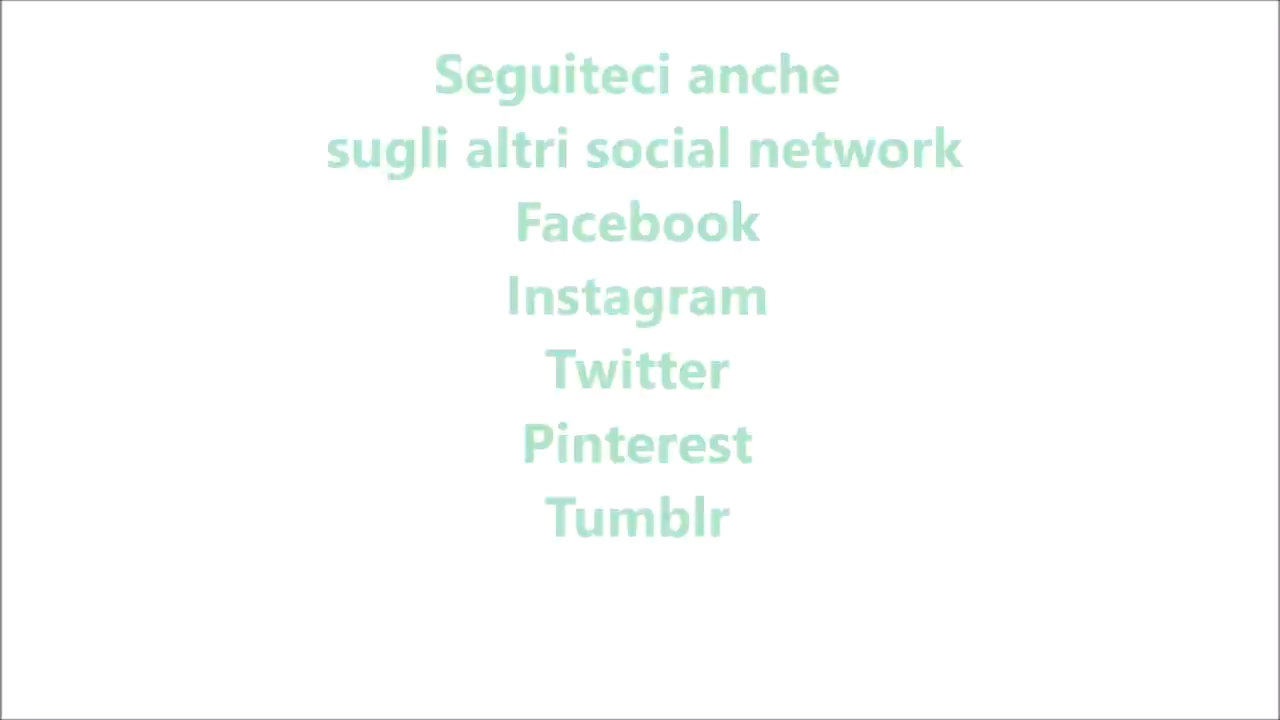 Seguiteci anche
sugli altri social network
Facebook
Instagram
Twitter
Pinterest
Tumblr